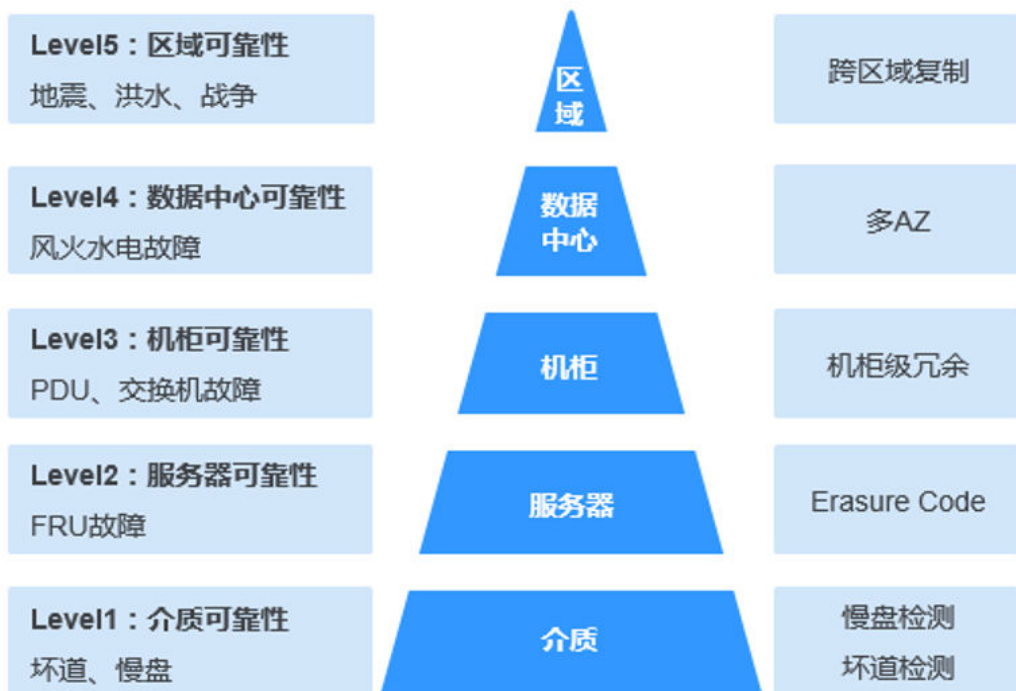 Level5：区域可靠性
地震、洪水、战争
区
域
跨区域复制
Level4：数据中心可靠性
风火水电故障
数据
中心
多AZ
Level3：机柜可靠性
PDU、交换机故障
机柜
机柜级冗余
Level2：服务器可靠性
FRU故障
服务器
Erasure Code
Level1：介质可靠性
坏道、慢盘
介质
慢盘检测
坏道检测